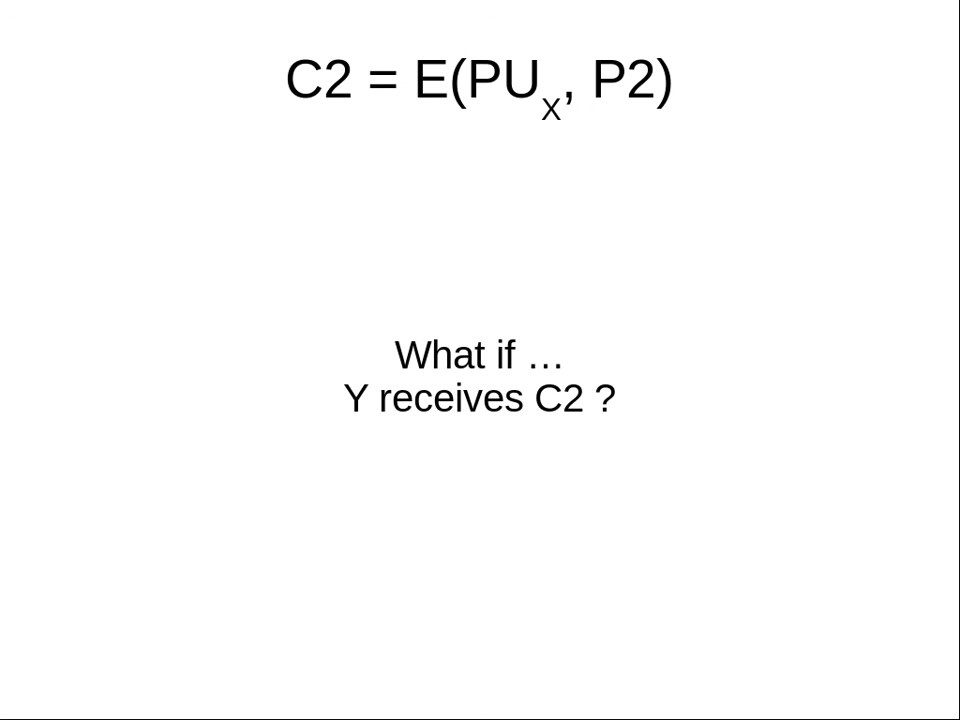 C2 = E(PUX, P2)
What if …
Y receives C2 ?